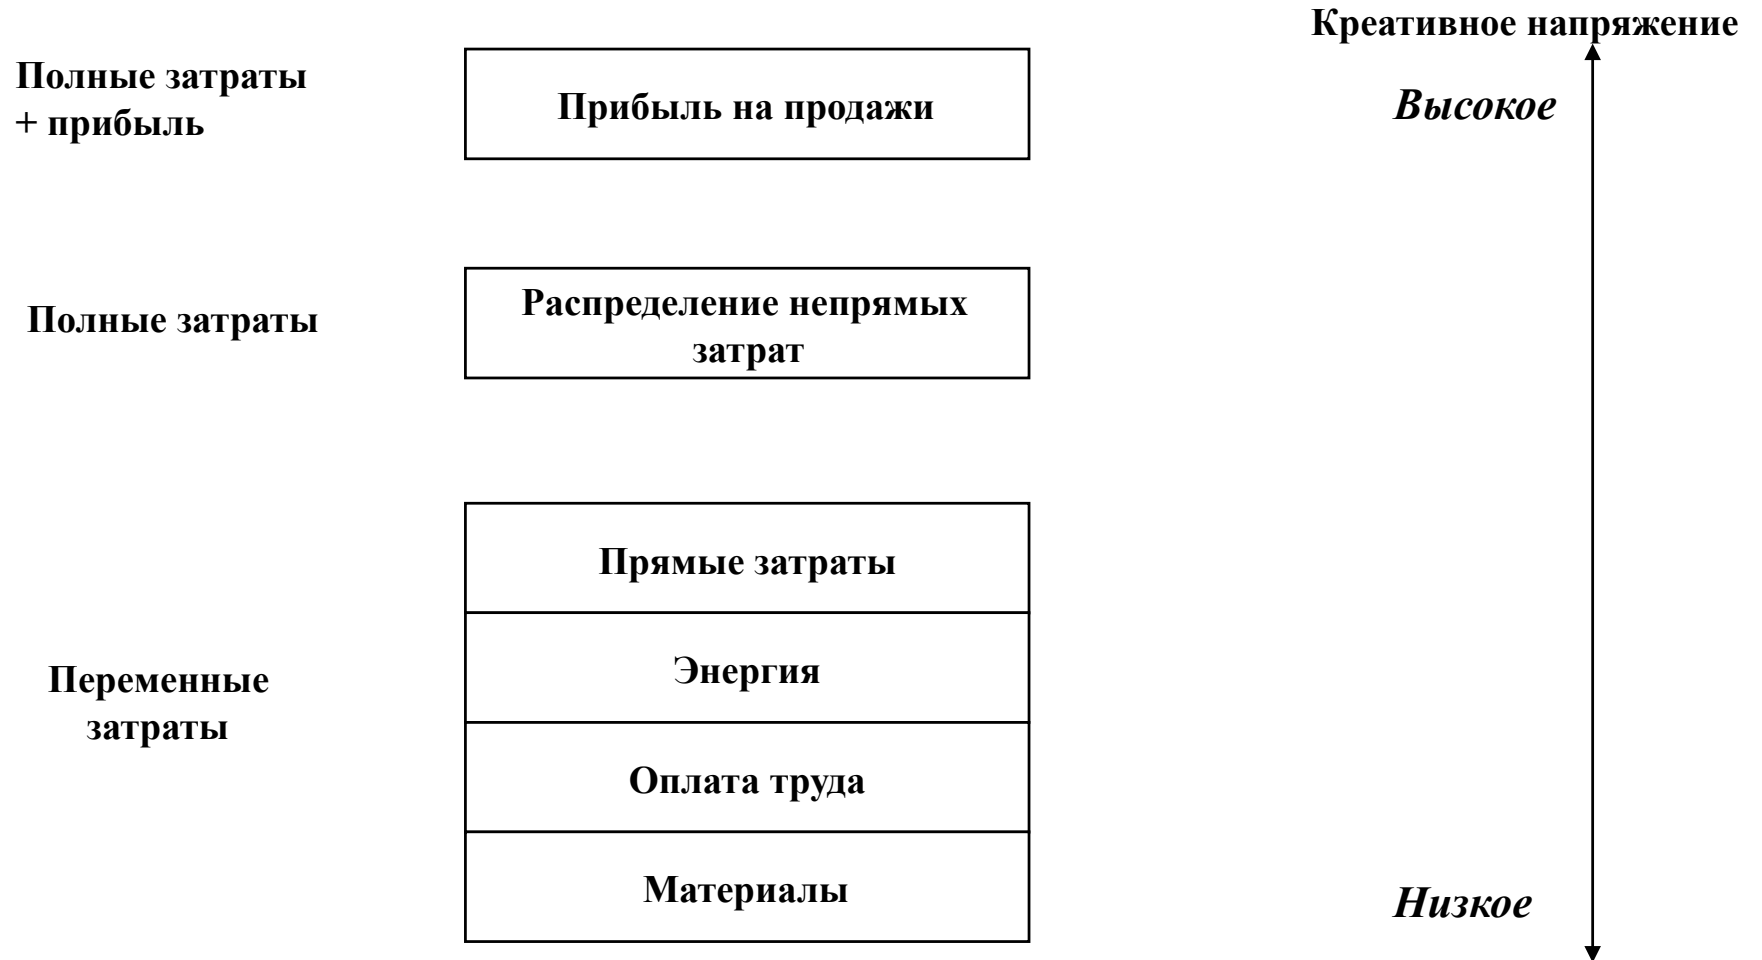 Креативное напряжение
Полные затраты
+ прибыль
Прибыль на продажи
Высокое
Полные затраты
Распределение непрямых
затрат
Прямые затраты
Энергия
Переменные
затраты
Оплата труда
Материалы
Низкое